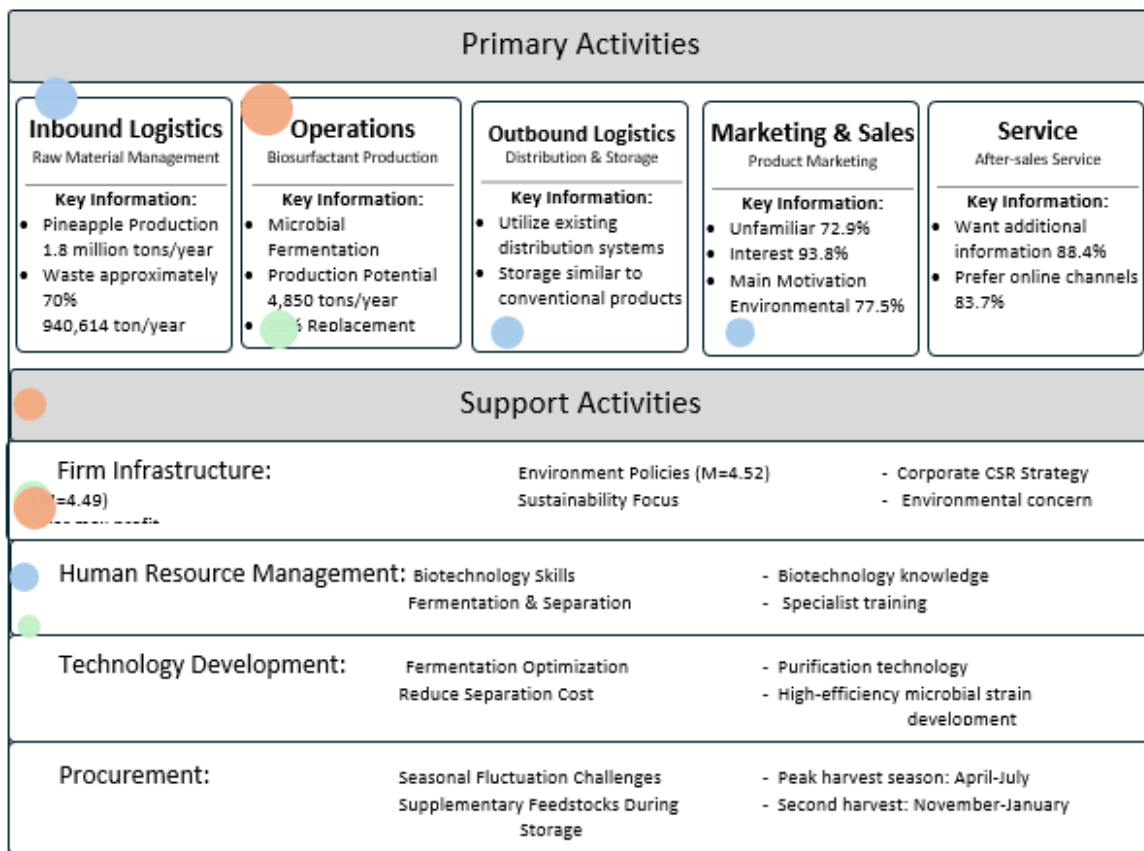 Primary Activities
Inbound Logistics
Raw Material Management
Key Information:
• Pineapple Production
1.8 million tons/year
• Waste approximately
70%
940,614 ton/year
Operations
Biosurfactant Production
Key Information:
• Microbial
Fermentation
• Production Potential
4,850 tons/year
• Replacement
Outbound Logistics
Distribution & Storage
Key Information:
• Utilize existing
distribution systems
• Storage similar to
conventional products
Marketing & Sales
Product Marketing
Key Information:
• Unfamiliar 72.9%
• Interest 93.8%
• Main Motivation
Environmental 77.5%
Service
After-sales Service
Key Information:
• Want additional
information 88.4%
• Prefer online channels
83.7%
Support Activities
Firm Infrastructure: Environment Policies (M=4.52) - Corporate CSR Strategy
=4.49) Sustainability Focus - Environmental concern
Human Resource Management: Biotechnology Skills - Biotechnology knowledge
Fermentation & Separation - Specialist training
Technology Development: Fermentation Optimization - Purification technology
Reduce Separation Cost - High-efficiency microbial strain
development
Procurement: Seasonal Fluctuation Challenges - Peak harvest season: April-July
Supplementary Feedstocks During - Second harvest: November-January
Storage